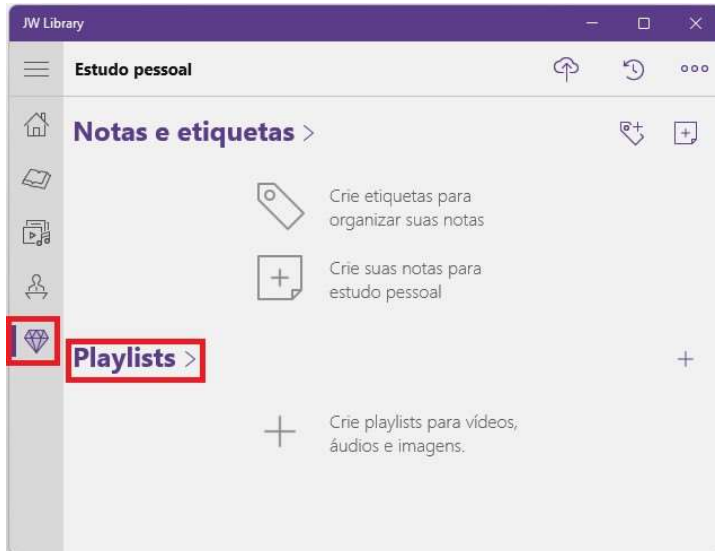 JW Library
Estudo pessoal
Notas e etiquetas
Crie etiquetas para
organizar suas notas
Crie suas notas para
estudo pessoal
Playlists
Crie playlists para vídeos,
áudios e imagens.